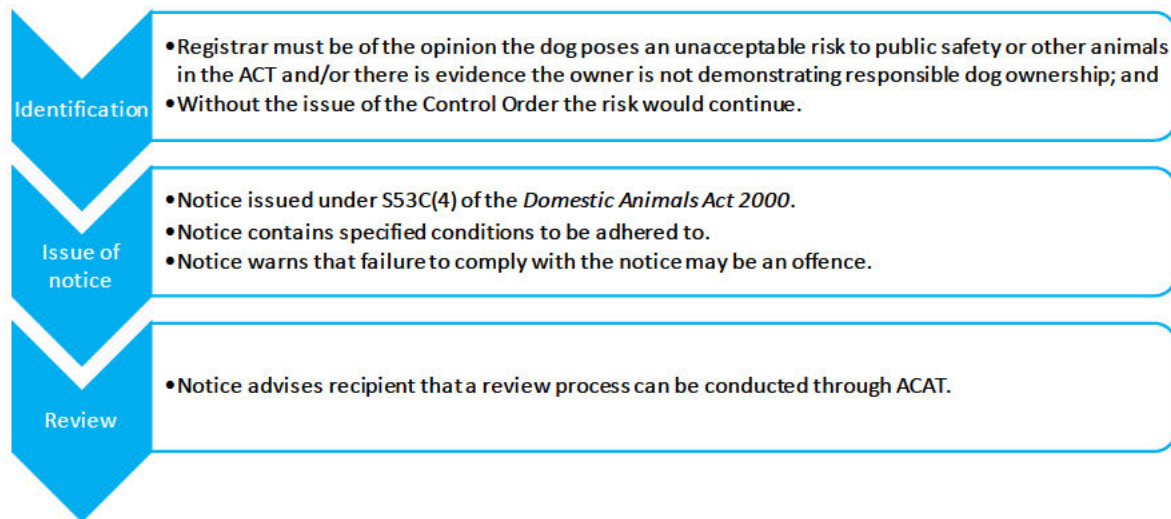 Identification
•Registrar must be of the opinion the dog poses an unacceptable risk to public safety or other animals
in the ACT and/or there is evidence the owner is not demonstrating responsible dog ownership; and
•Without the issue of the Control Order the risk would continue.
Issue of
notice
•Notice issued under S53C(4) of the Domestic Animals Act 2000.
•Notice contains specified conditions to be adhered to.
•Notice warns that failure to comply with the notice may be an offence.
Review
•Notice advises recipient that a review process can be conducted through ACAT.